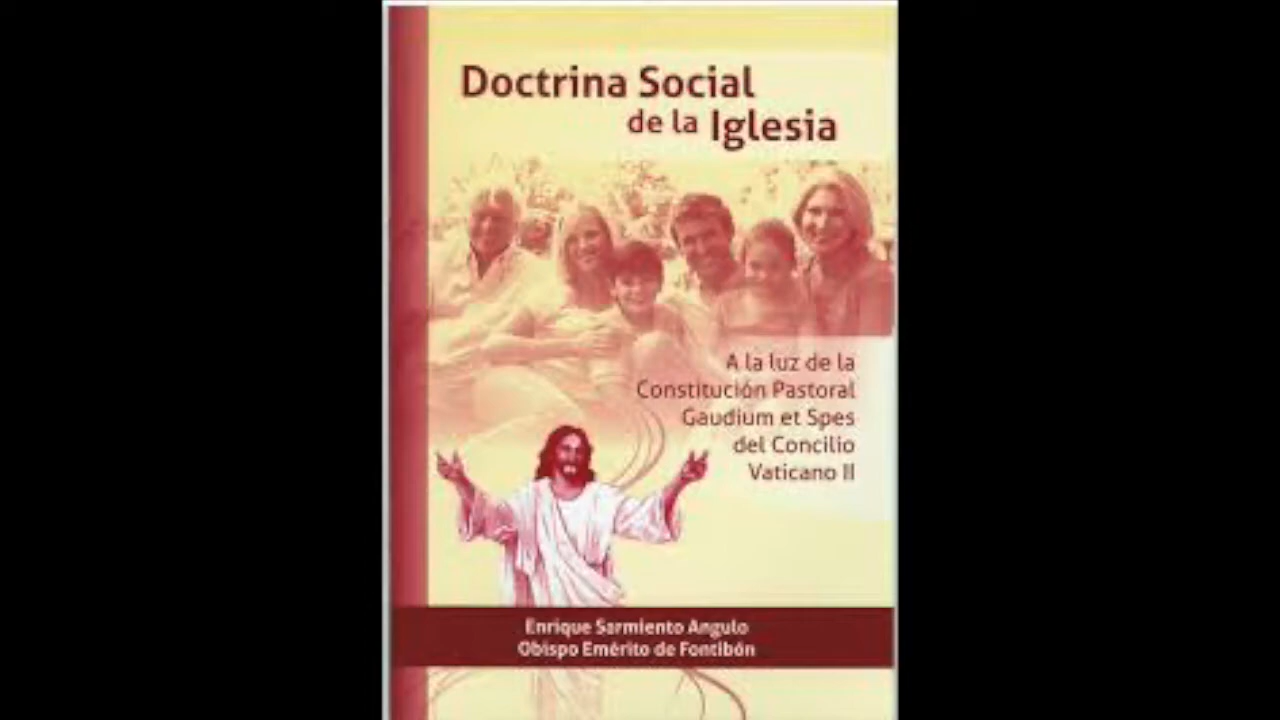 Doctrina Social
de la Iglesia
A la luz de la
Constitución Pastoral
Gaudium et Spes
del Concilio
Vaticano II
Enrique Sarmiento Angulo
Obispo Emérito de Fontibón